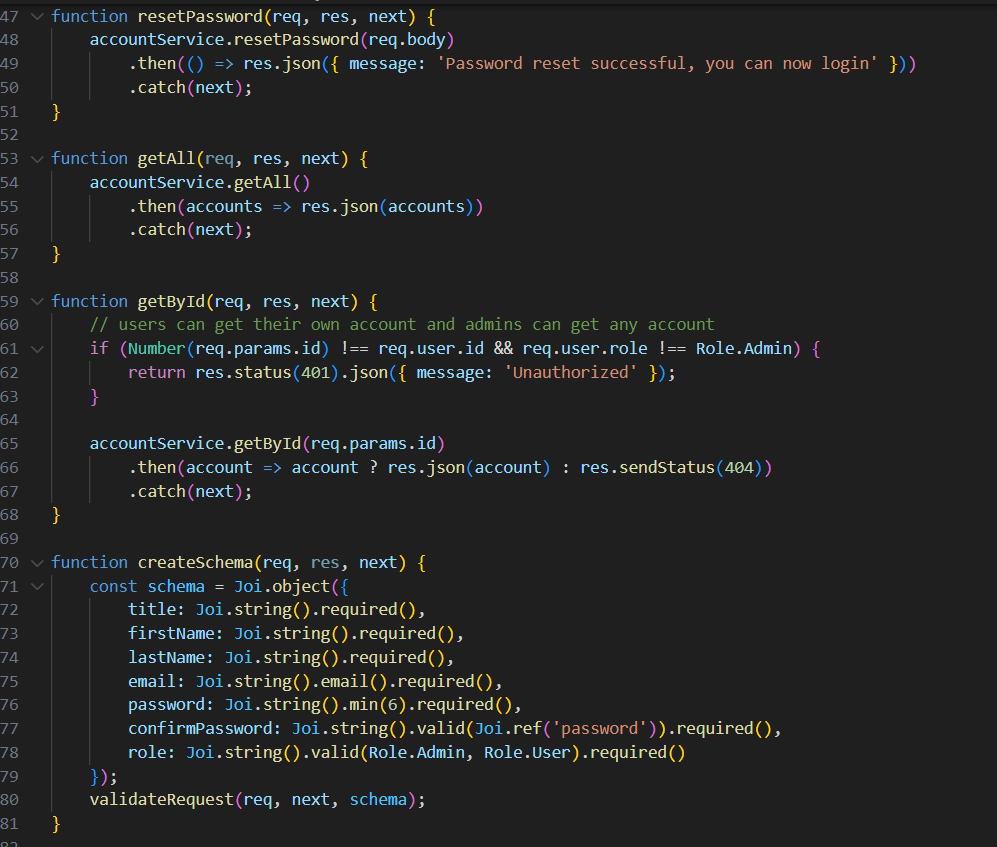 47 function resetPassword(req, res, next) {
48 accountService.resetPassword(req.body)
49 .then(() => res.json({ message: 'Password reset successful, you can now login' }))
50 .catch(next);
51 }
52
53 function getAll(req, res, next) {
54 accountService.getAll()
55 .then(accounts => res.json(accounts))
56 .catch(next);
57 }
58
59 function getById(req, res, next) {
60 // users can get their own account and admins can get any account
61 if (Number(req.params.id) !== req.user.id && req.user.role !== Role.Admin) {
62 return res.status(401).json({ message: 'Unauthorized' });
63 }
64
65 accountService.getById(req.params.id)
66 .then(account => account ? res.json(account) : res.sendStatus(404))
67 .catch(next);
68 }
69
70 function createSchema(req, res, next) {
71 const schema = Joi.object({
72 title: Joi.string().required(),
73 firstName: Joi.string().required(),
74 lastName: Joi.string().required(),
75 email: Joi.string().email().required(),
76 password: Joi.string().min(6).required(),
77 confirmPassword: Joi.string().valid(Joi.ref('password')).required(),
78 role: Joi.string().valid(Role.Admin, Role.User).required()
79 });
80 validateRequest(req, next, schema);
81 }